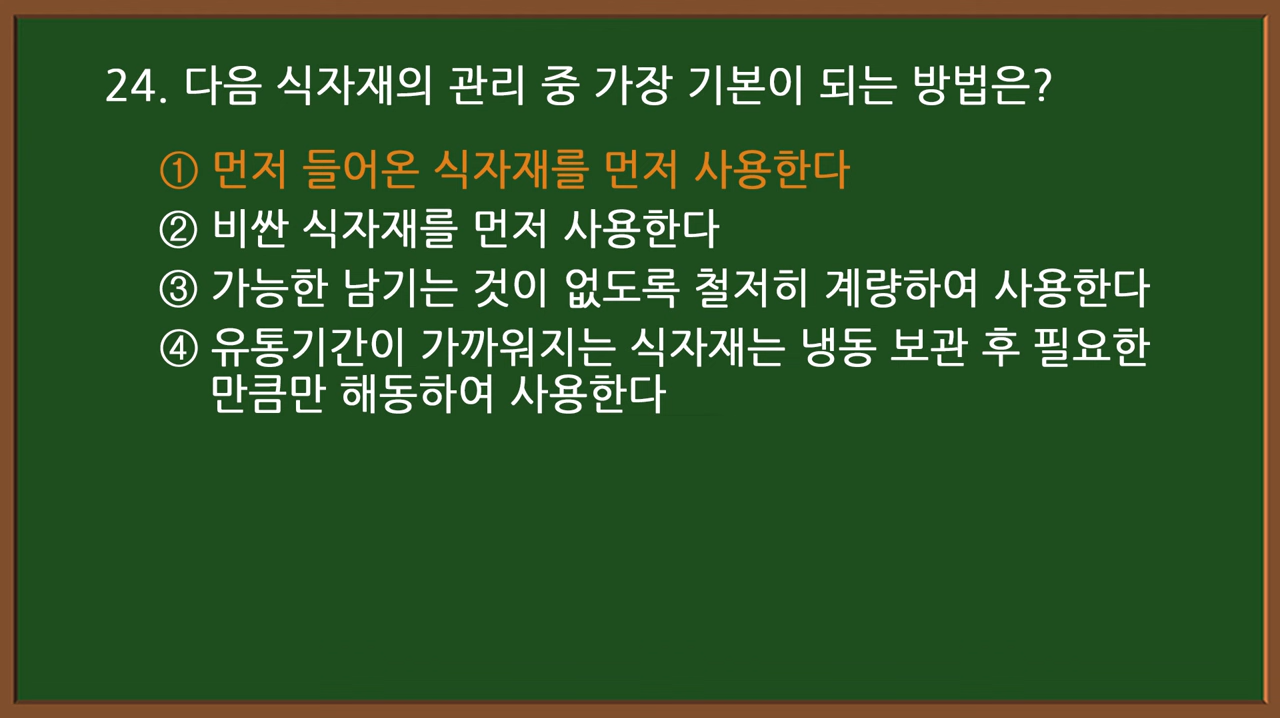 24. 다음 식자재의 관리 중 가장 기본이 되는 방법은?
① 먼저 들어온 식자재를 먼저 사용한다
② 비싼 식자재를 먼저 사용한다
③ 가능한 남기는 것이 없도록 철저히 계량하여 사용한다
④ 유통기간이 가까워지는 식자재는 냉동 보관 후 필요한
만큼만 해동하여 사용한다